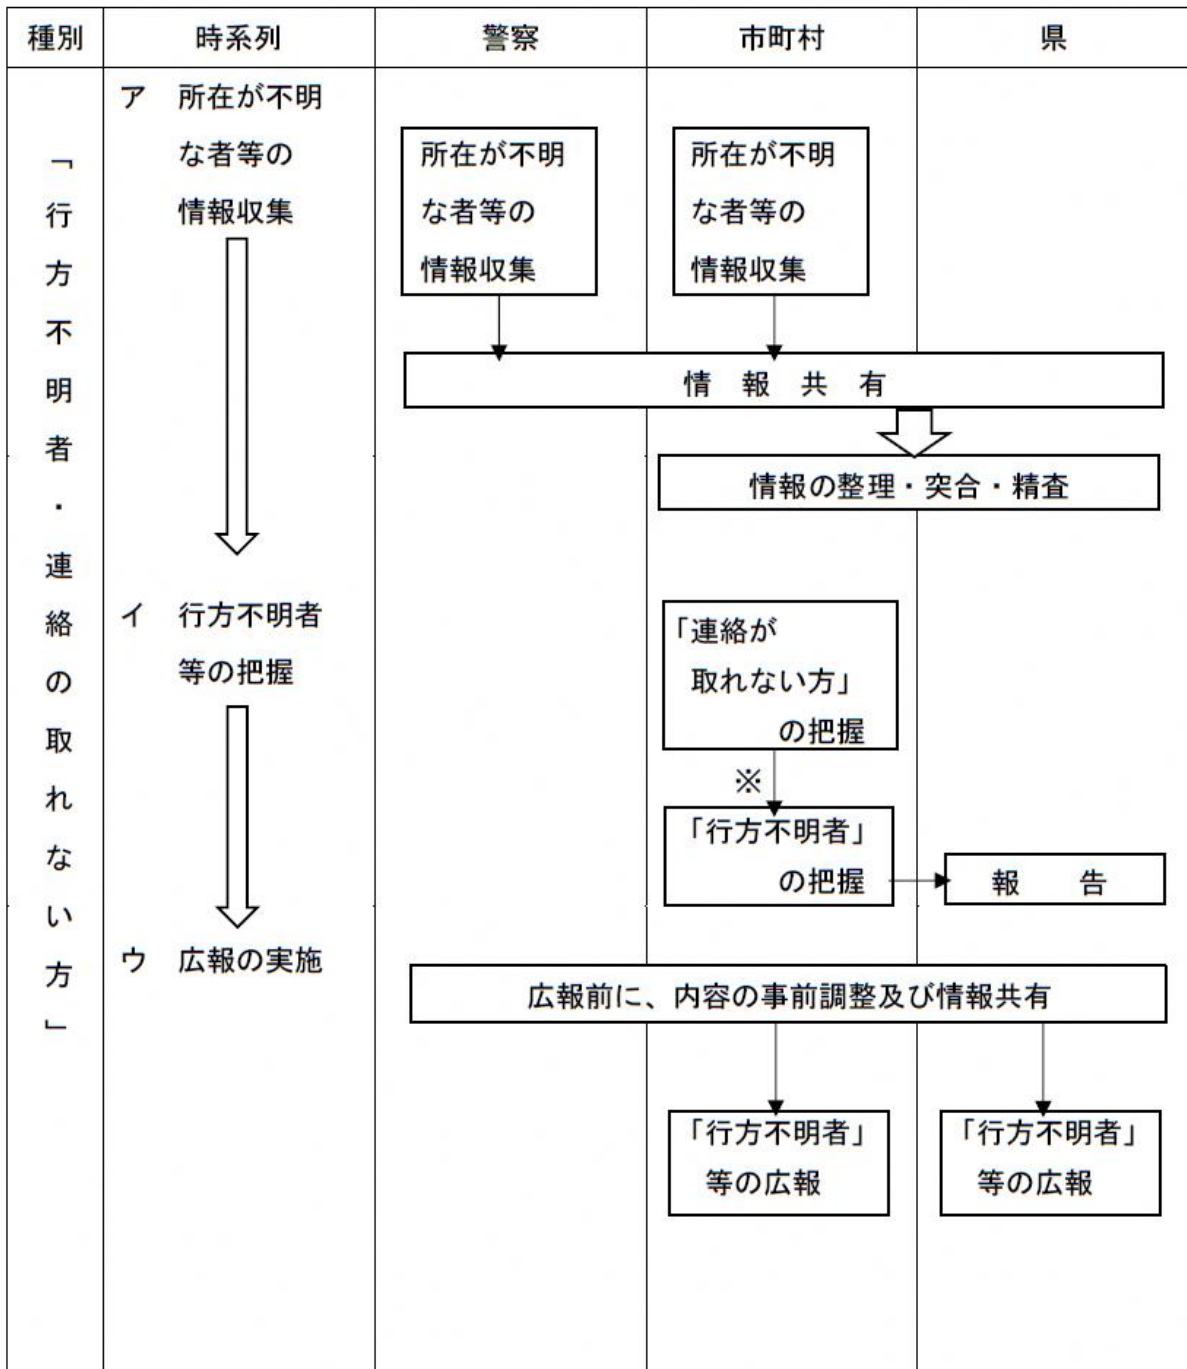 種別
時系列
警察
市町村
県
「行方不明者・連絡の取れない方」
ア　所在が不明
な者等の
情報収集
所在が不明
な者等の
情報収集
所在が不明
な者等の
情報収集
情　報　共　有
情報の整理・突合・精査
イ　行方不明者
等の把握
「連絡が
取れない方」
の把握
※
「行方不明者」
の把握
報　　告
ウ　広報の実施
広報前に、内容の事前調整及び情報共有
「行方不明者」
等の広報
「行方不明者」
等の広報